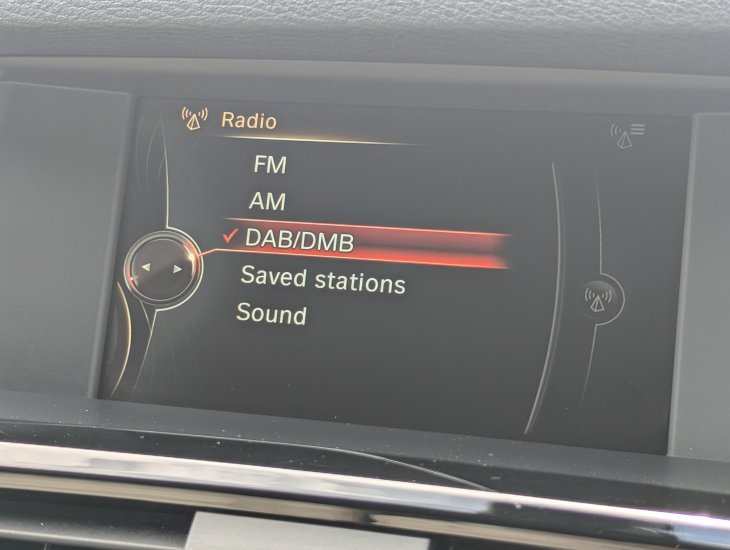 Radio
FM
AM
DAB/DMB
Saved stations
Sound